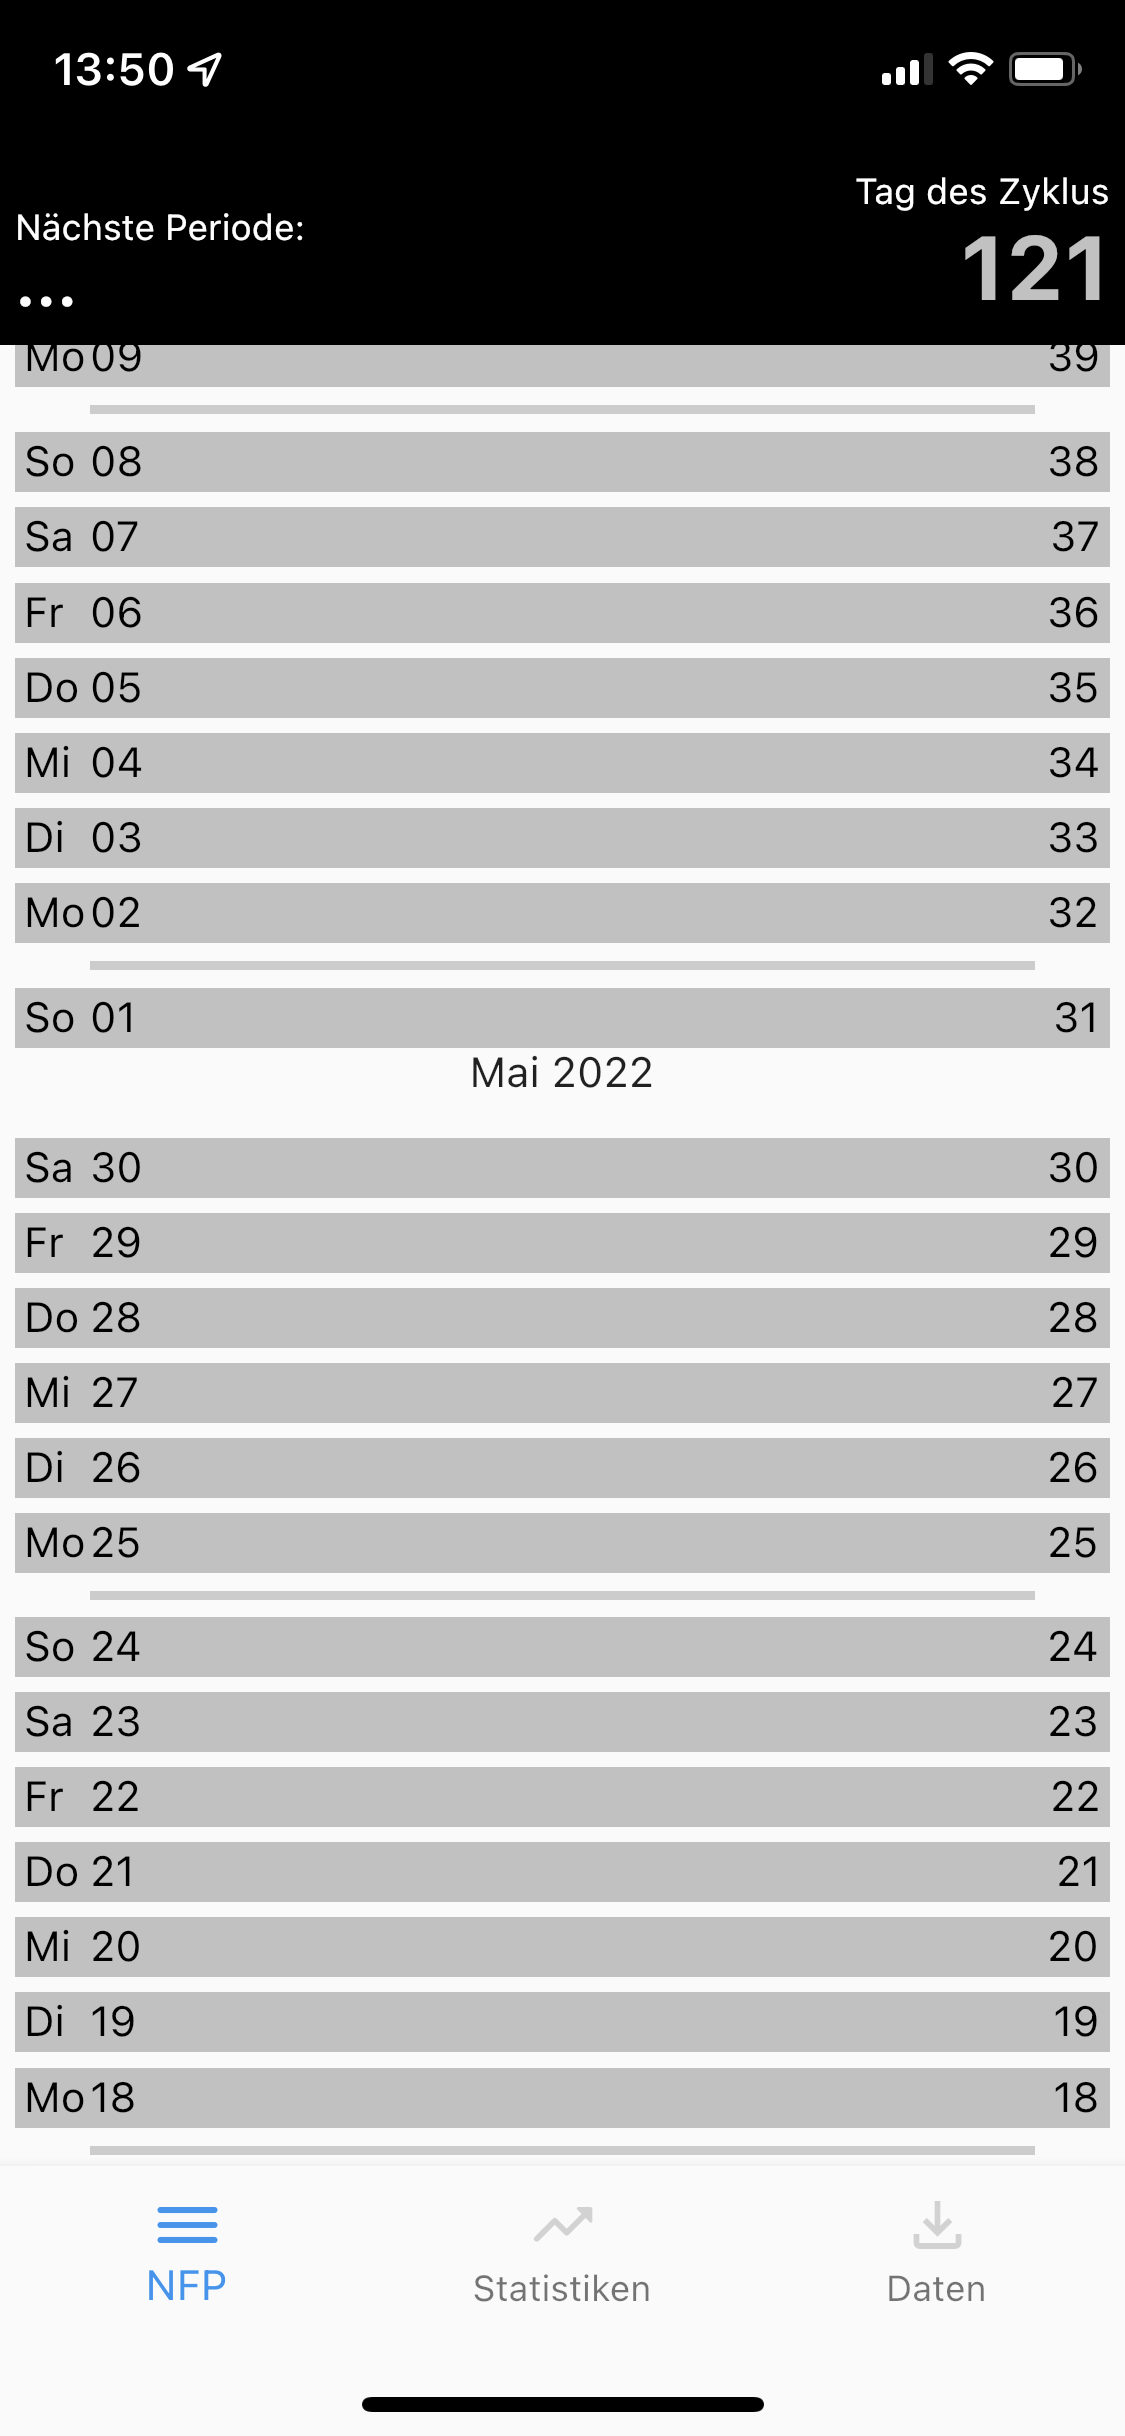 13:50
Tag des Zyklus
Nächste Periode:
121
...
Mo 09 39
So 08 38
Sa 07 37
Fr 06 36
Do 05 35
Mi 04 34
Di 03 33
Mo 02 32
So 01 31
Mai 2022
Sa 30 30
Fr 29 29
Do 28 28
Mi 27 27
Di 26 26
Mo 25 25
So 24 24
Sa 23 23
Fr 22 22
Do 21 21
Mi 20 20
Di 19 19
Mo 18 18
NFP Statistiken Daten